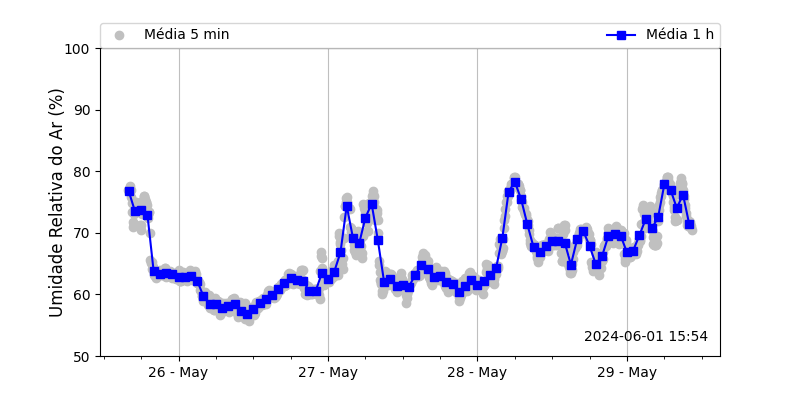 Média 5 min
Média 1 h
Umidade Relativa do Ar (%)
100
90
80
70
60
50
2024-06-01 15:54
26 - May
27 - May
28 - May
29 - May